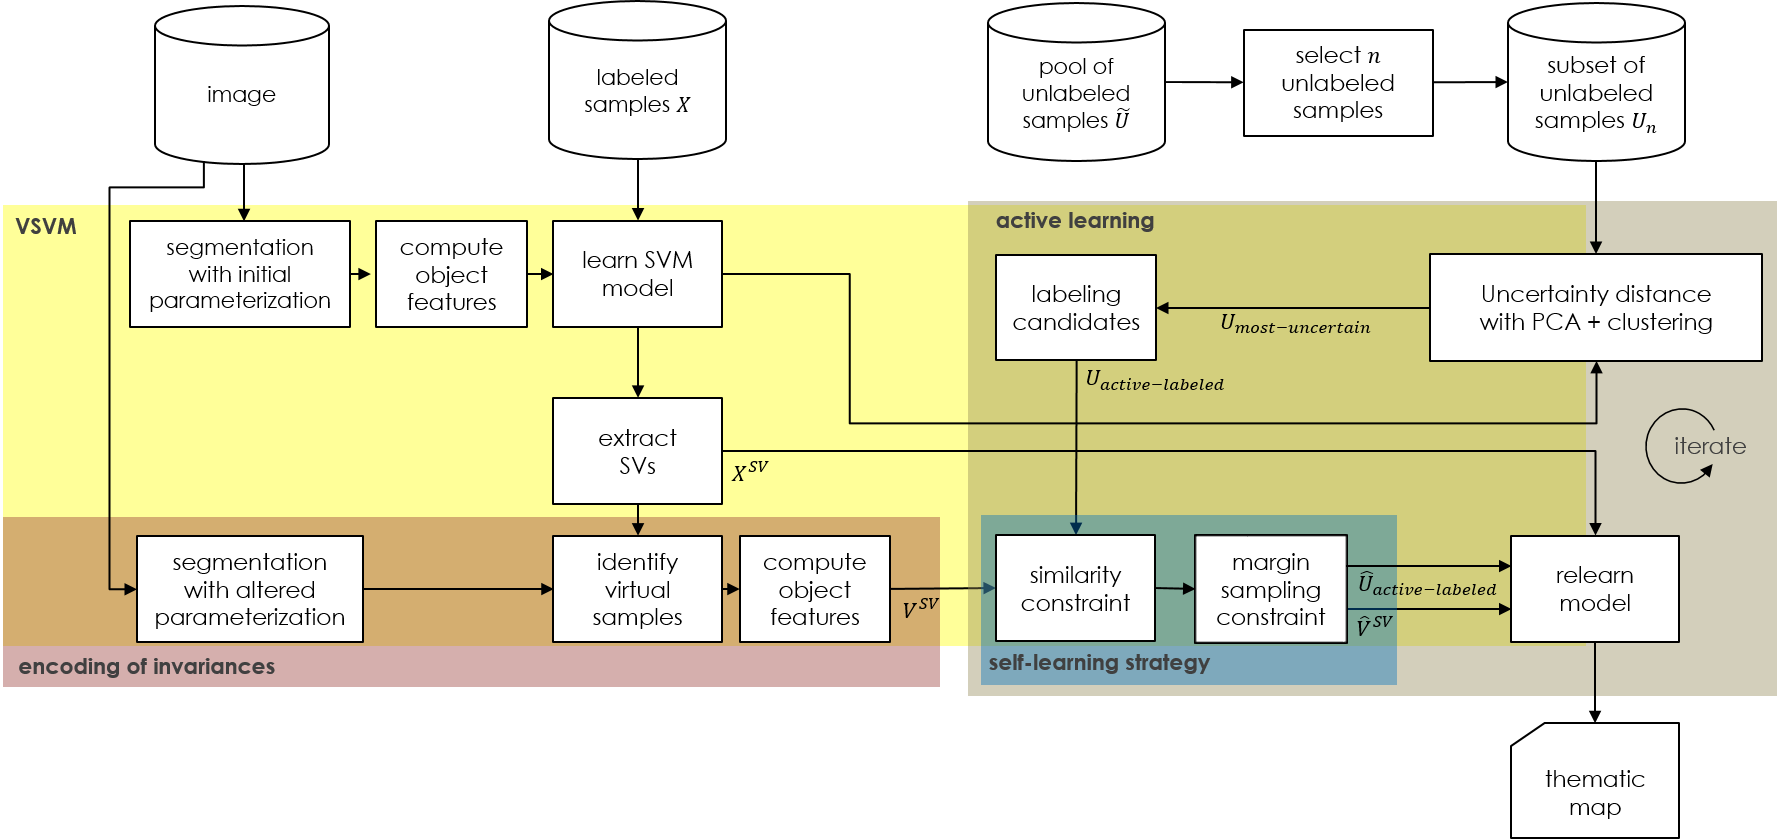 image
labeled
samples X
pool of
unlabeled
samples Ũ
select n
unlabeled
samples
subset of
unlabeled
samples Uₙ
VSVM
active learning
segmentation
with initial
parameterization
compute
object
features
learn SVM
model
labeling
candidates
U_most−uncertain
Uncertainty distance
with PCA + clustering
U_active−labeled
extract
SVs
X^SV
iterate
segmentation
with altered
parameterization
identify
virtual
samples
compute
object
features
V^SV
similarity
constraint
margin
sampling
constraint
Û_active−labeled
V̂^SV
relearn
model
encoding of invariances
self-learning strategy
thematic
map